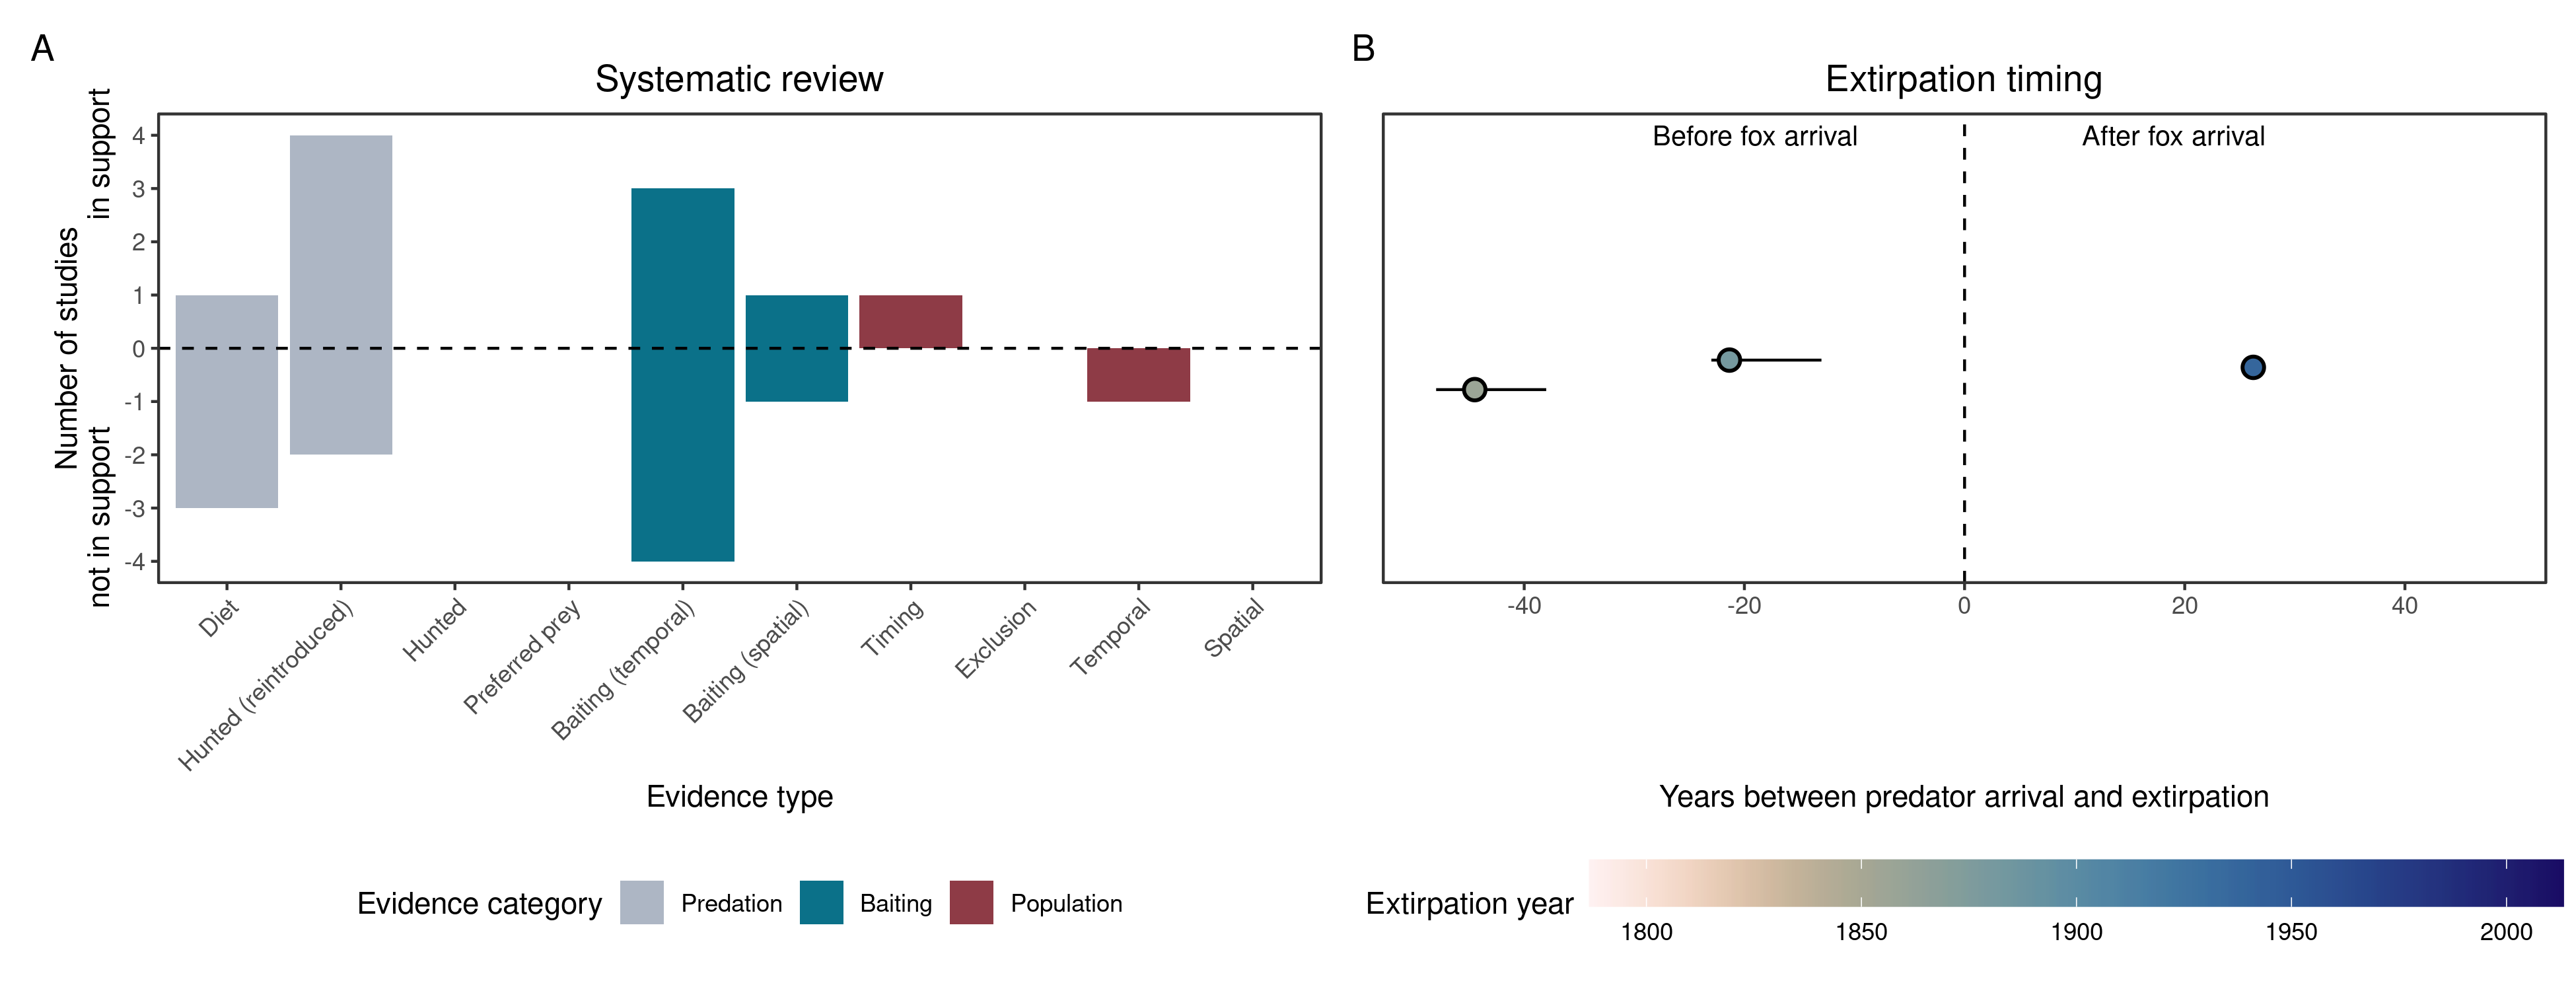 A
Systematic review
Number of studies
in support
not in support
4
3
2
1
0
-1
-2
-3
-4
Diet
Hunted (reintroduced)
Hunted
Preferred prey
Baiting (temporal)
Baiting (spatial)
Timing
Exclusion
Temporal
Spatial
Evidence type
Evidence category
Predation
Baiting
Population
B
Extirpation timing
Before fox arrival
After fox arrival
-40
-20
0
20
40
Years between predator arrival and extirpation
Extirpation year
1800
1850
1900
1950
2000